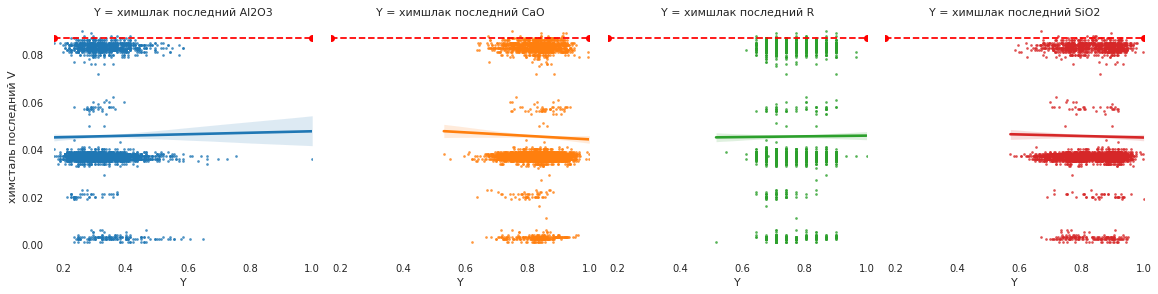 Y = химшлак последний Al2O3
Y = химшлак последний CaO
Y = химшлак последний R
Y = химшлак последний SiO2
химсталь последний V
0.08
0.06
0.04
0.02
0.00
0.2 0.4 0.6 0.8 1.0
0.2 0.4 0.6 0.8 1.0
0.2 0.4 0.6 0.8 1.0
0.2 0.4 0.6 0.8 1.0
Y
Y
Y
Y